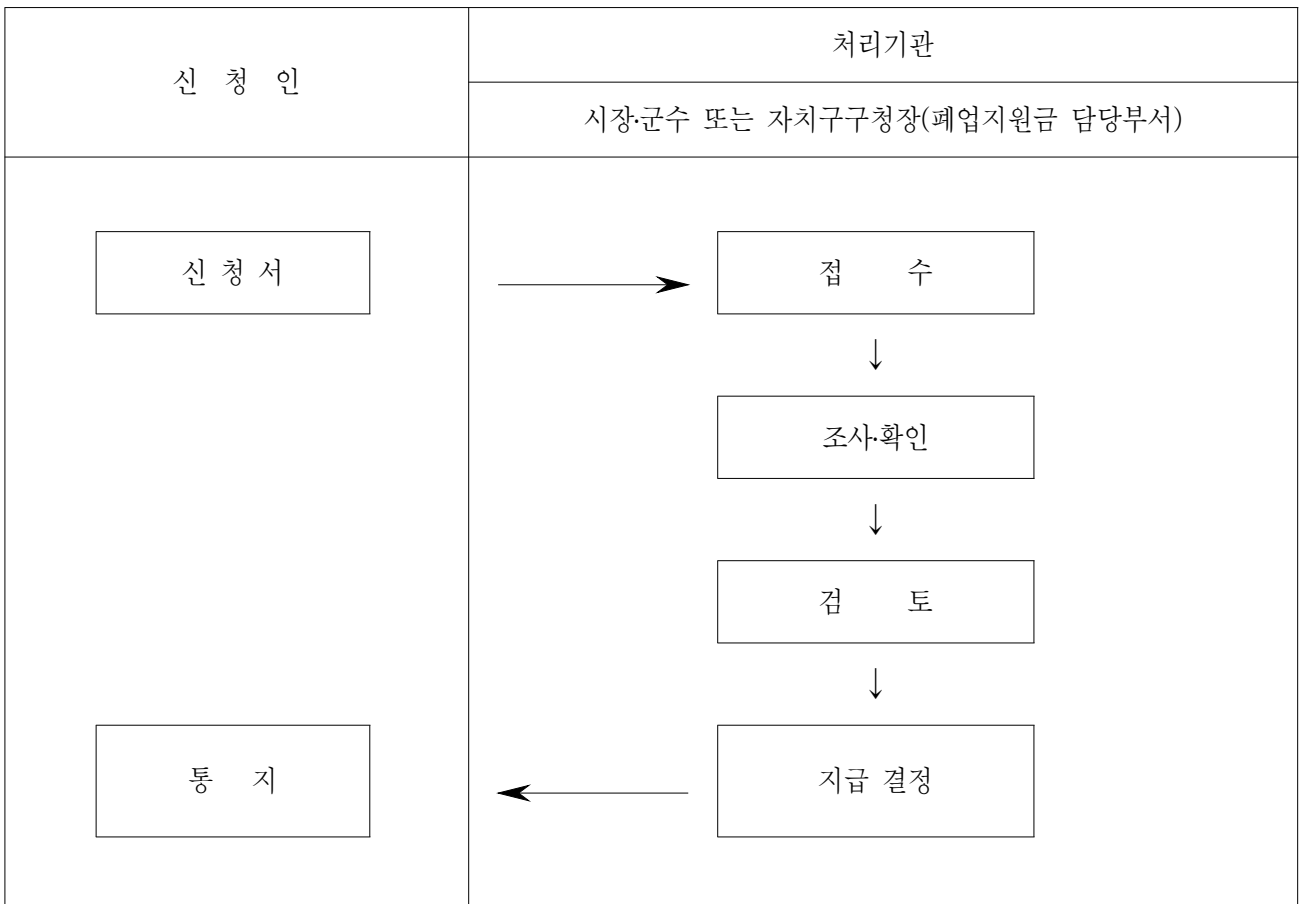 신 청 인
처리기관
시장·군수 또는 자치구구청장(폐업지원금 담당부서)
신 청 서
접 수
↓
조사·확인
↓
검 토
↓
통 지
지급 결정